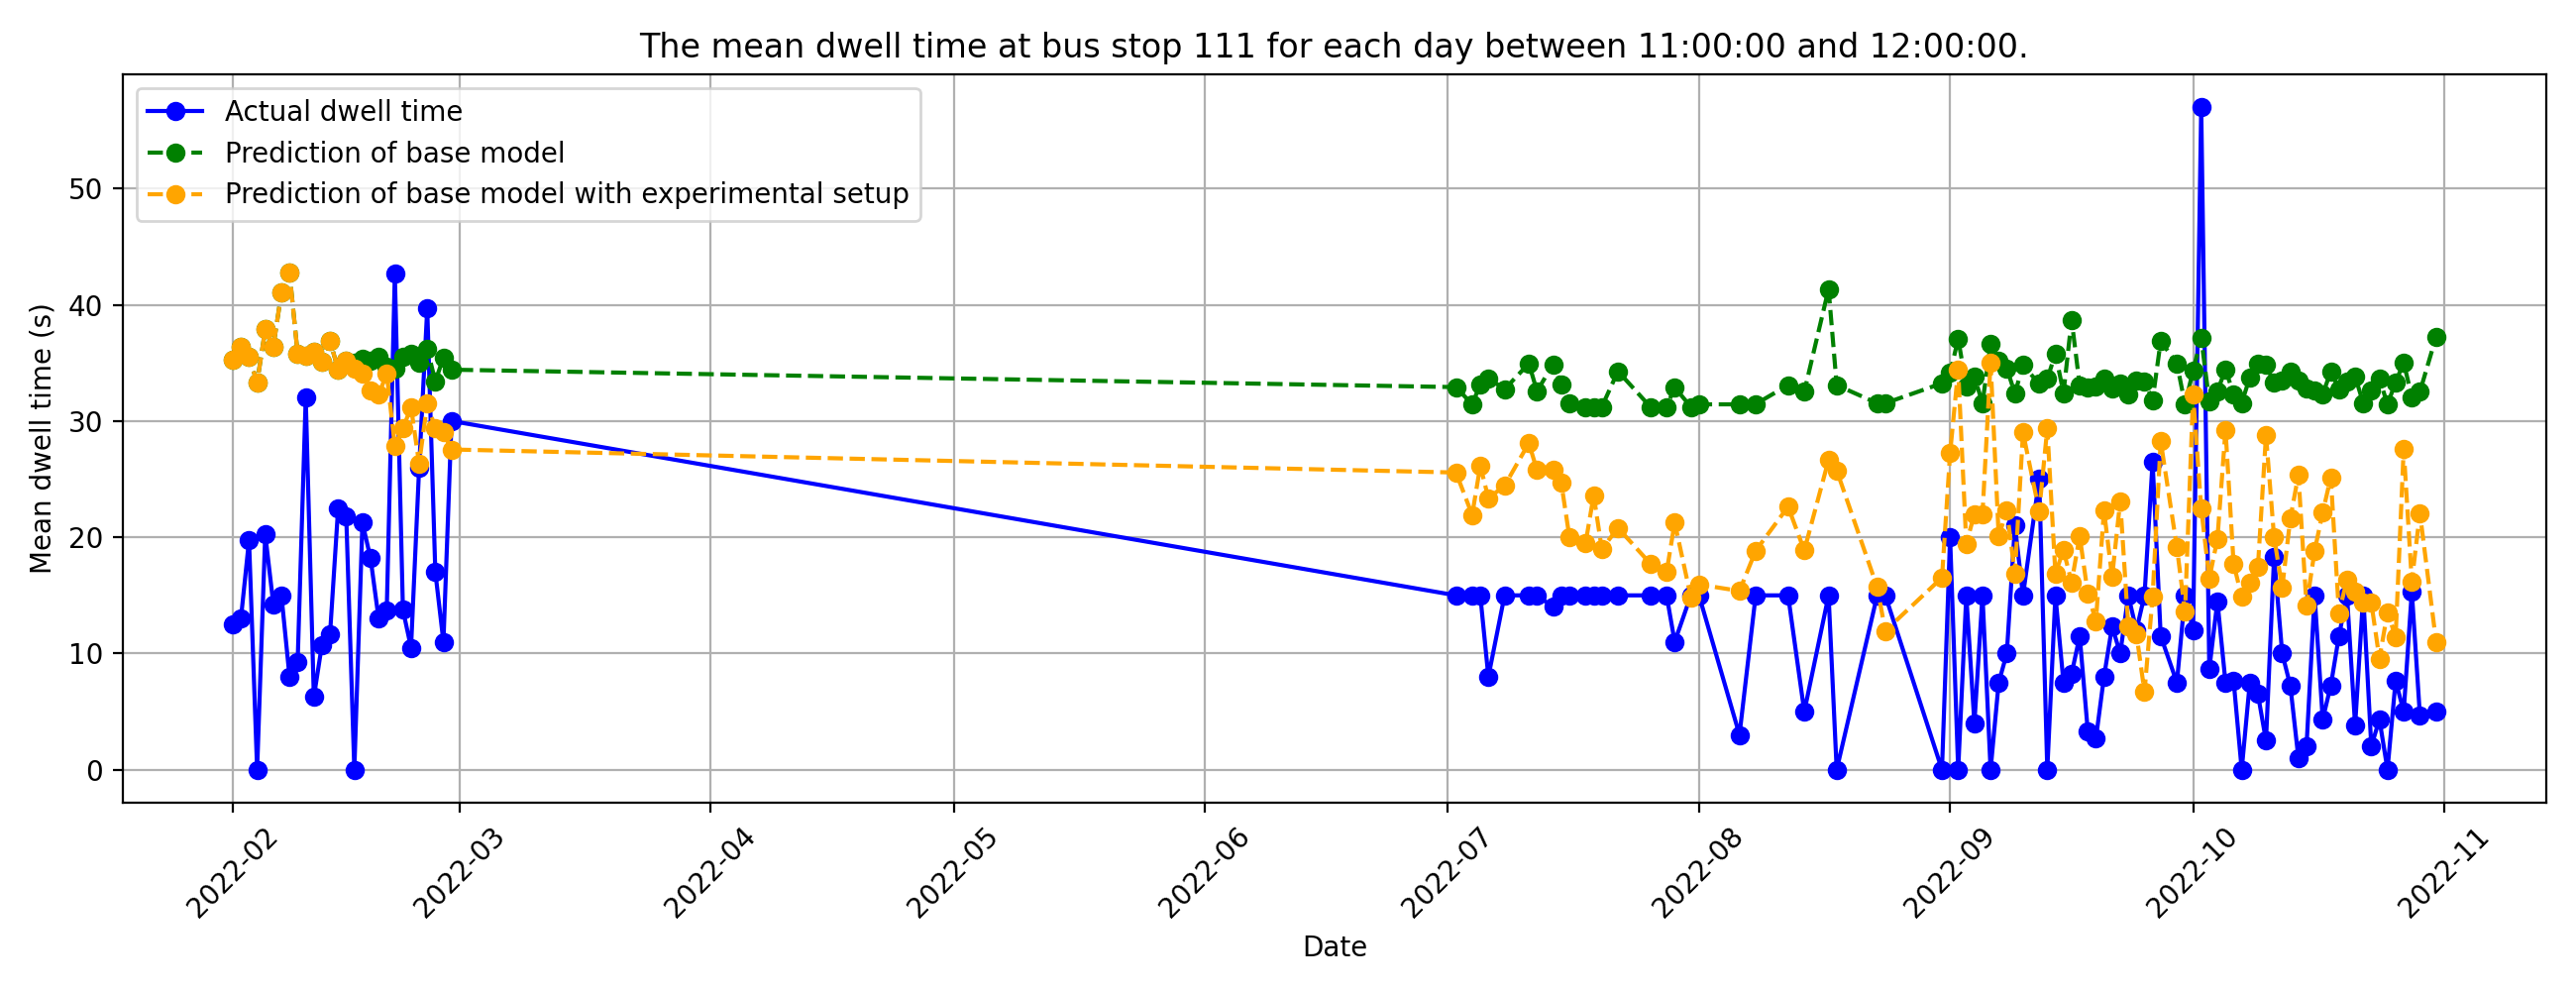 The mean dwell time at bus stop 111 for each day between 11:00:00 and 12:00:00.
Actual dwell time
Prediction of base model
Prediction of base model with experimental setup
Mean dwell time (s)
50
40
30
20
10
0
2022-02
2022-03
2022-04
2022-05
2022-06
2022-07
2022-08
2022-09
2022-10
2022-11
Date